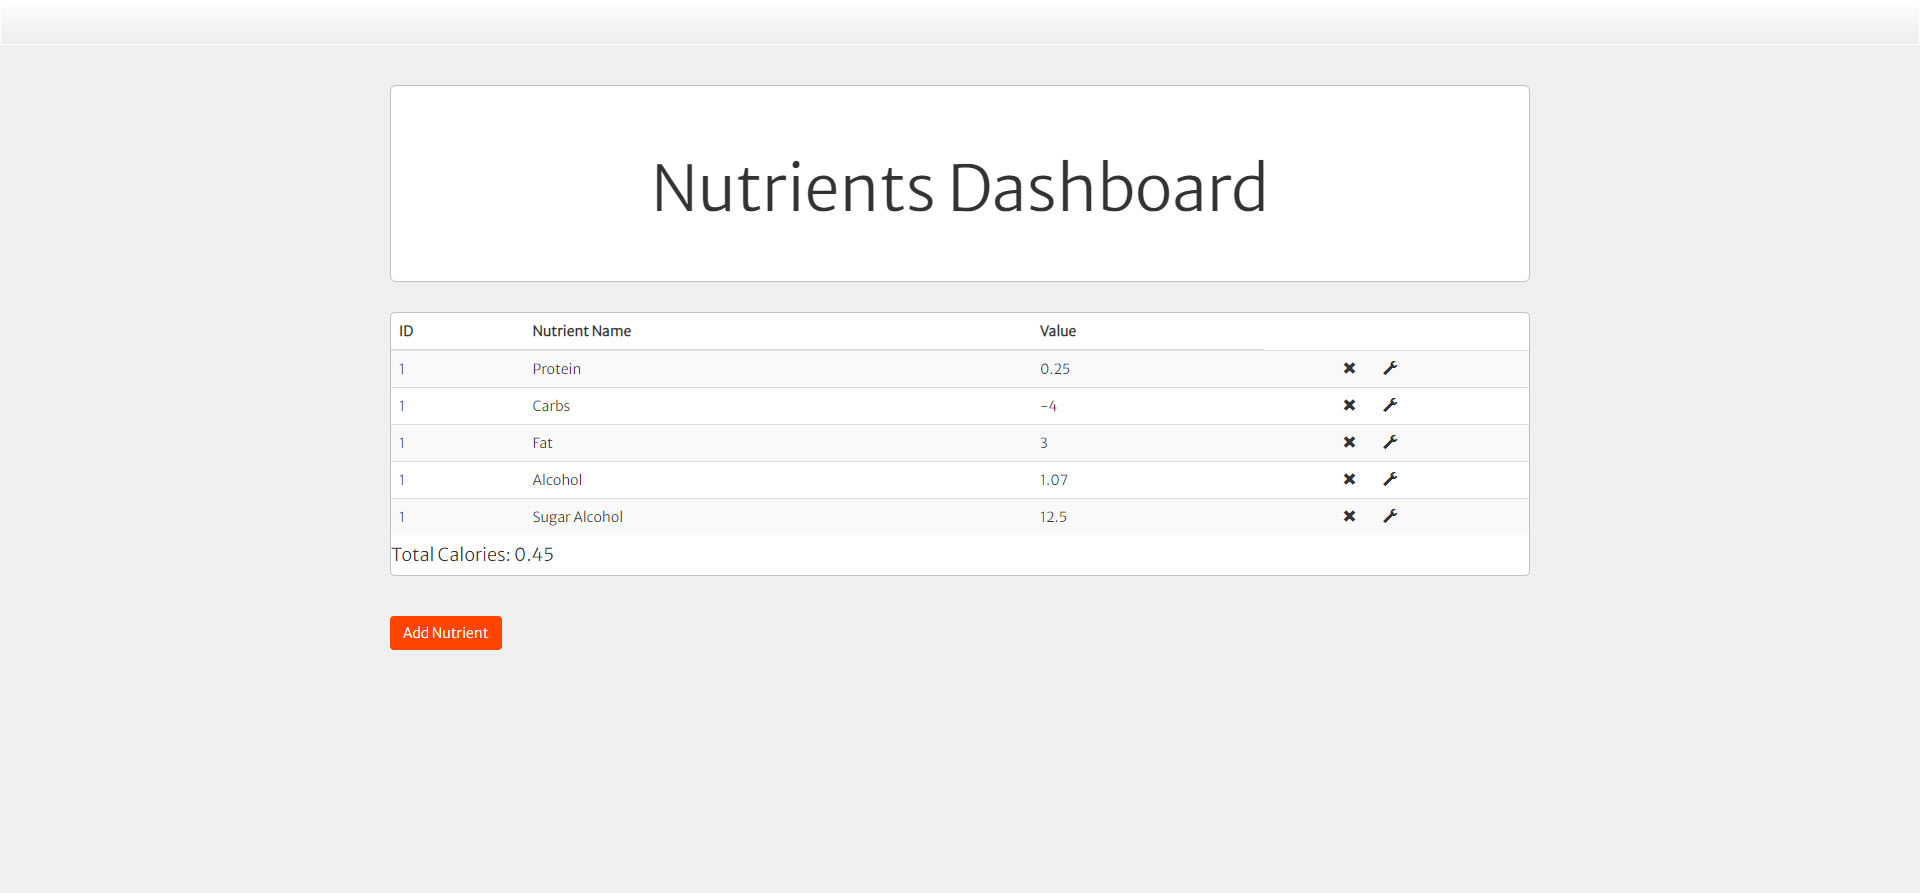 Nutrients Dashboard
ID Nutrient Name Value
1 Protein 0.25
1 Carbs -4
1 Fat 3
1 Alcohol 1.07
1 Sugar Alcohol 12.5
Total Calories: 0.45
Add Nutrient